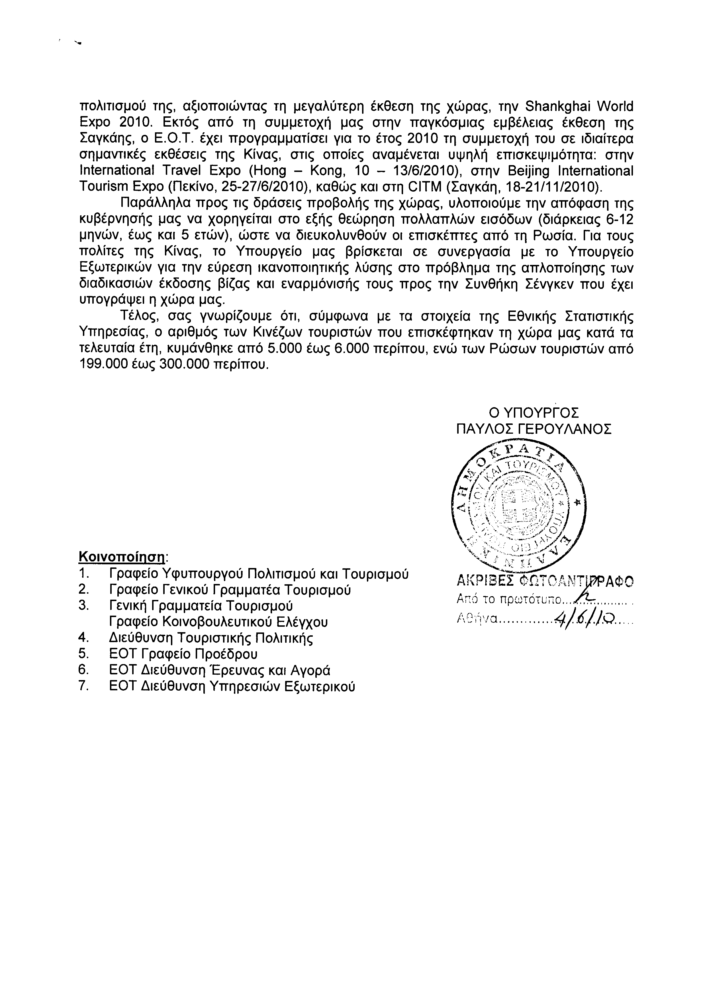 πολιτισμού της, αξιοποιώντας τη μεγαλύτερη έκθεση της χώρας, την Shankghai World
Expo 2010. Εκτός από τη συμμετοχή μας στην παγκόσμιας εμβέλειας έκθεση της
Σαγκάης, ο Ε.Ο.Τ. έχει προγραμματίσει για το έτος 2010 τη συμμετοχή του σε ιδιαίτερα
σημαντικές εκθέσεις της Κίνας, στις οποίες αναμένεται υψηλή επισκεψιμότητα: στην
International Travel Expo (Hong – Kong, 10 – 13/6/2010), στην Beijing International
Tourism Expo (Πεκίνο, 25-27/6/2010), καθώς και στη CITM (Σαγκάη, 18-21/11/2010).
Παράλληλα προς τις δράσεις προβολής της χώρας, υλοποιούμε την απόφαση της
κυβέρνησής μας να χορηγείται στο εξής θεώρηση πολλαπλών εισόδων (διάρκειας 6-12
μηνών, έως και 5 ετών), ώστε να διευκολυνθούν οι επισκέπτες από τη Ρωσία. Για τους
πολίτες της Κίνας, το Υπουργείο μας βρίσκεται σε συνεργασία με το Υπουργείο
Εξωτερικών για την εύρεση ικανοποιητικής λύσης στο πρόβλημα της απλοποίησης των
διαδικασιών έκδοσης βίζας και εναρμόνισής τους προς την Συνθήκη Σένγκεν που έχει
υπογράψει η χώρα μας.
Τέλος, σας γνωρίζουμε ότι, σύμφωνα με τα στοιχεία της Εθνικής Στατιστικής
Υπηρεσίας, ο αριθμός των Κινέζων τουριστών που επισκέφτηκαν τη χώρα μας κατά τα
τελευταία έτη, κυμάνθηκε από 5.000 έως 6.000 περίπου, ενώ των Ρώσων τουριστών από
199.000 έως 300.000 περίπου.
Ο ΥΠΟΥΡΓΟΣ
ΠΑΥΛΟΣ ΓΕΡΟΥΛΑΝΟΣ
ΔΗΜΟΚΡΑΤΙΑ
ΚΑΙ ΤΟΥΡΙΣΜΟΥ
Κοινοποίηση:
1. Γραφείο Υφυπουργού Πολιτισμού και Τουρισμού
2. Γραφείο Γενικού Γραμματέα Τουρισμού
3. Γενική Γραμματεία Τουρισμού
Γραφείο Κοινοβουλευτικού Ελέγχου
4. Διεύθυνση Τουριστικής Πολιτικής
5. ΕΟΤ Γραφείο Προέδρου
6. ΕΟΤ Διεύθυνση Έρευνας και Αγορά
7. ΕΟΤ Διεύθυνση Υπηρεσιών Εξωτερικού
ΑΚΡΙΒΕΣ ΦΩΤΟΑΝΤΙΓΡΑΦΟ
Από το πρωτότυπο
Αθήνα 4/6/10